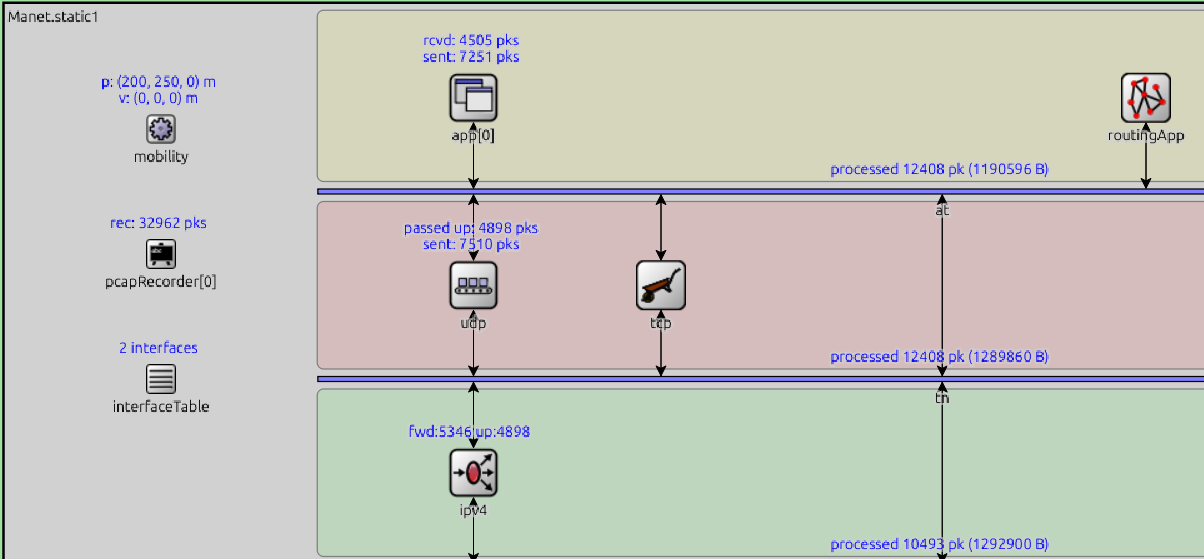 Manet.static1
p: (200, 250, 0) m
v: (0, 0, 0) m
mobility
rec: 32962 pks
pcapRecorder[0]
2 interfaces
interfaceTable
rcvd: 4505 pks
sent: 7251 pks
app[0]
routingApp
processed 12408 pk (1190596 B)
at
passed up: 4898 pks
sent: 7510 pks
udp
tcp
processed 12408 pk (1289860 B)
tn
fwd:5346 up:4898
ipv4
processed 10493 pk (1292900 B)